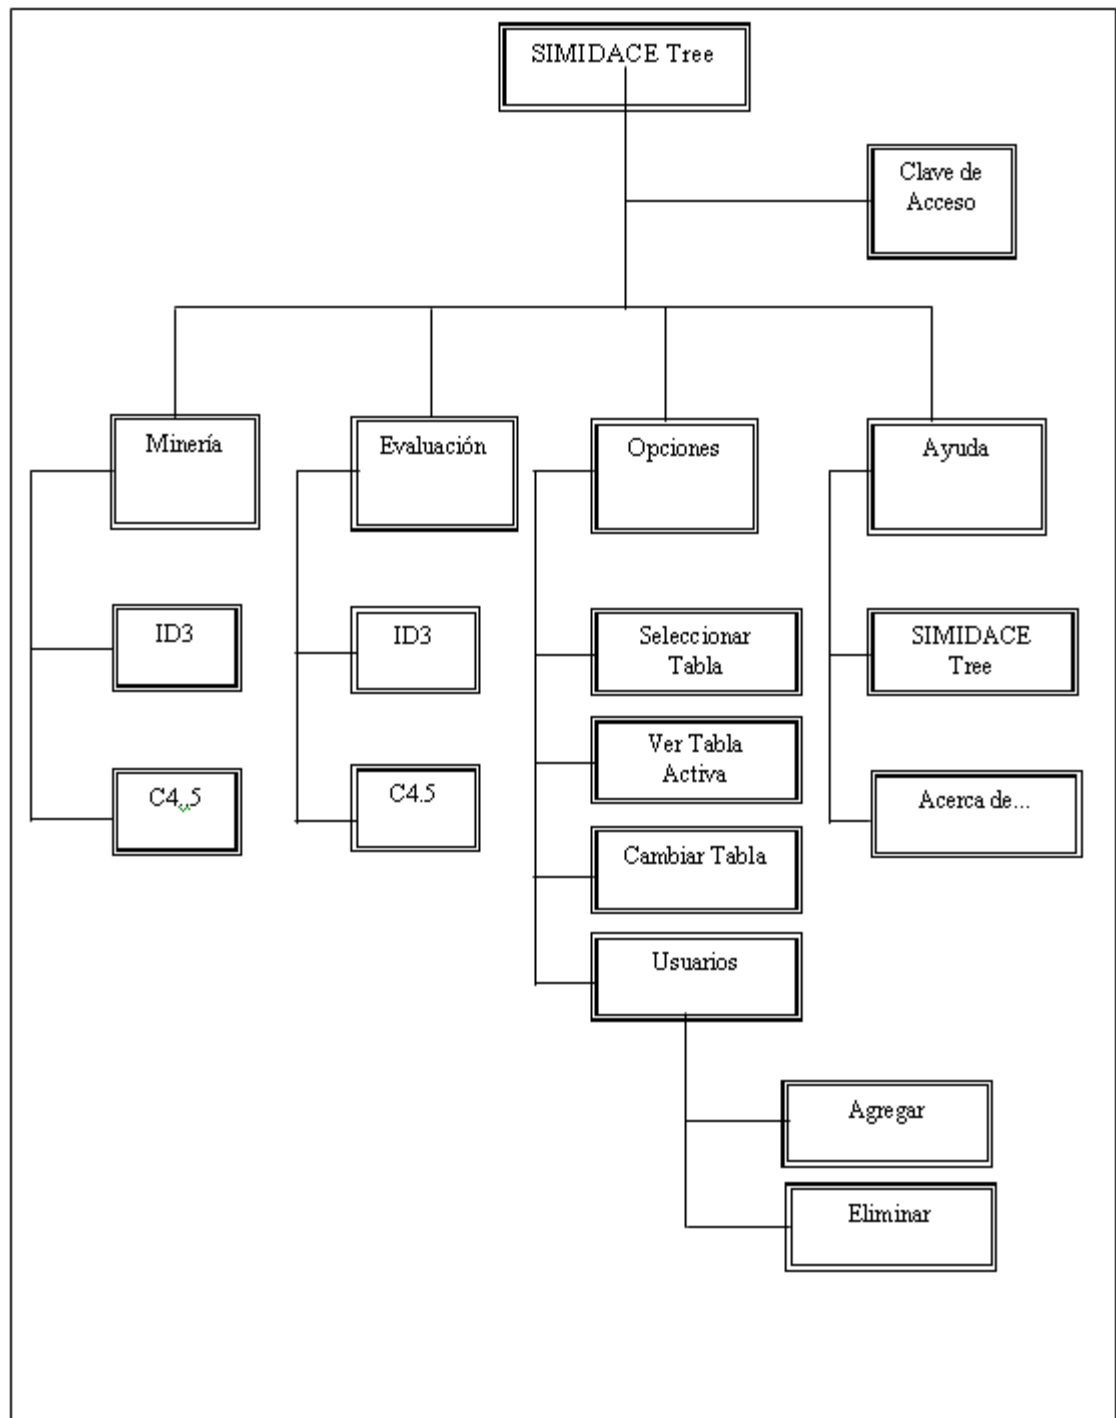 SIMIDACE Tree
Clave de
Acceso
Minería
Evaluación
Opciones
Ayuda
ID3
ID3
Seleccionar
Tabla
SIMIDACE
Tree
Ver Tabla
Activa
C4..5
C4.5
Acerca de...
Cambiar Tabla
Usuarios
Agregar
Eliminar